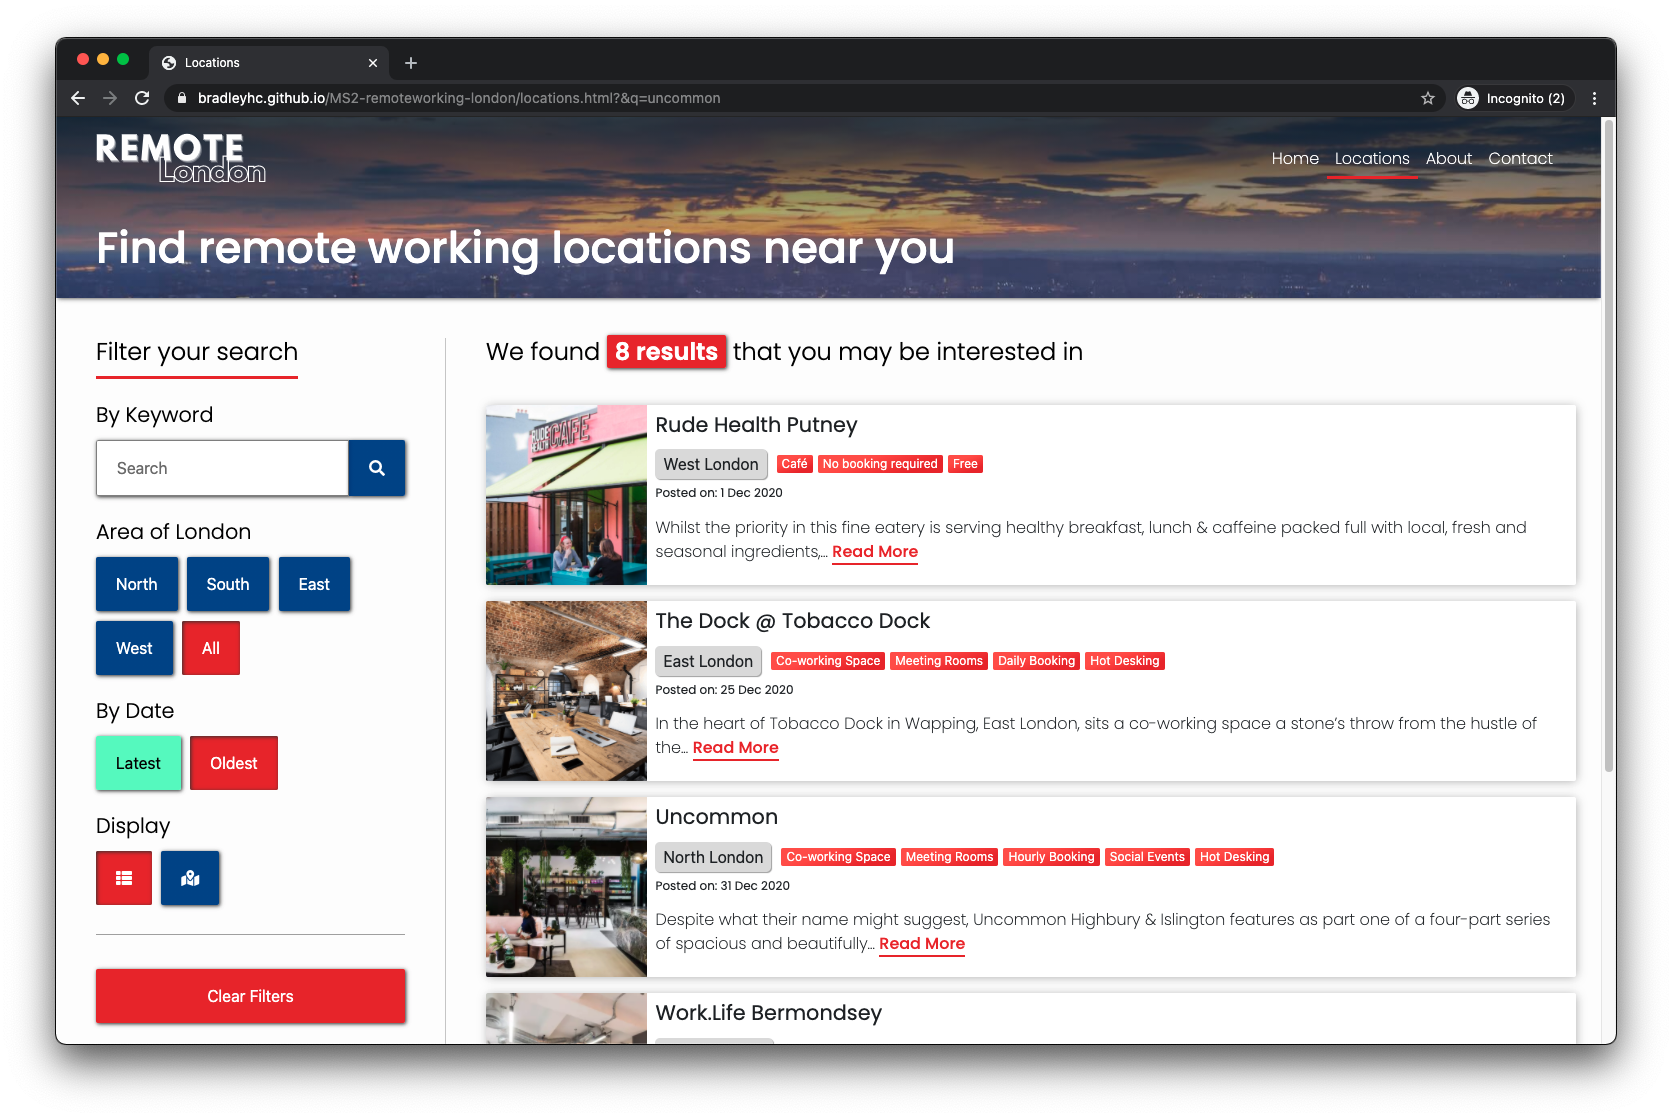 Locations
bradleyhc.github.io/MS2-remoteworking-london/locations.html?&q=uncommon
Incognito (2)
REMOTE
London
Home Locations About Contact
Find remote working locations near you
Filter your search
By Keyword
Search
Area of London
North South East
West All
By Date
Latest Oldest
Display
Clear Filters
We found 8 results that you may be interested in
CAFE
Rude Health Putney
West London Café No booking required Free
Posted on: 1 Dec 2020
Whilst the priority in this fine eatery is serving healthy breakfast, lunch & caffeine packed full with local, fresh and
seasonal ingredients,... Read More
The Dock @ Tobacco Dock
East London Co-working Space Meeting Rooms Daily Booking Hot Desking
Posted on: 25 Dec 2020
In the heart of Tobacco Dock in Wapping, East London, sits a co-working space a stone’s throw from the hustle of
the... Read More
Uncommon
North London Co-working Space Meeting Rooms Hourly Booking Social Events Hot Desking
Posted on: 31 Dec 2020
Despite what their name might suggest, Uncommon Highbury & Islington features as part one of a four-part series
of spacious and beautifully... Read More
Work.Life Bermondsey